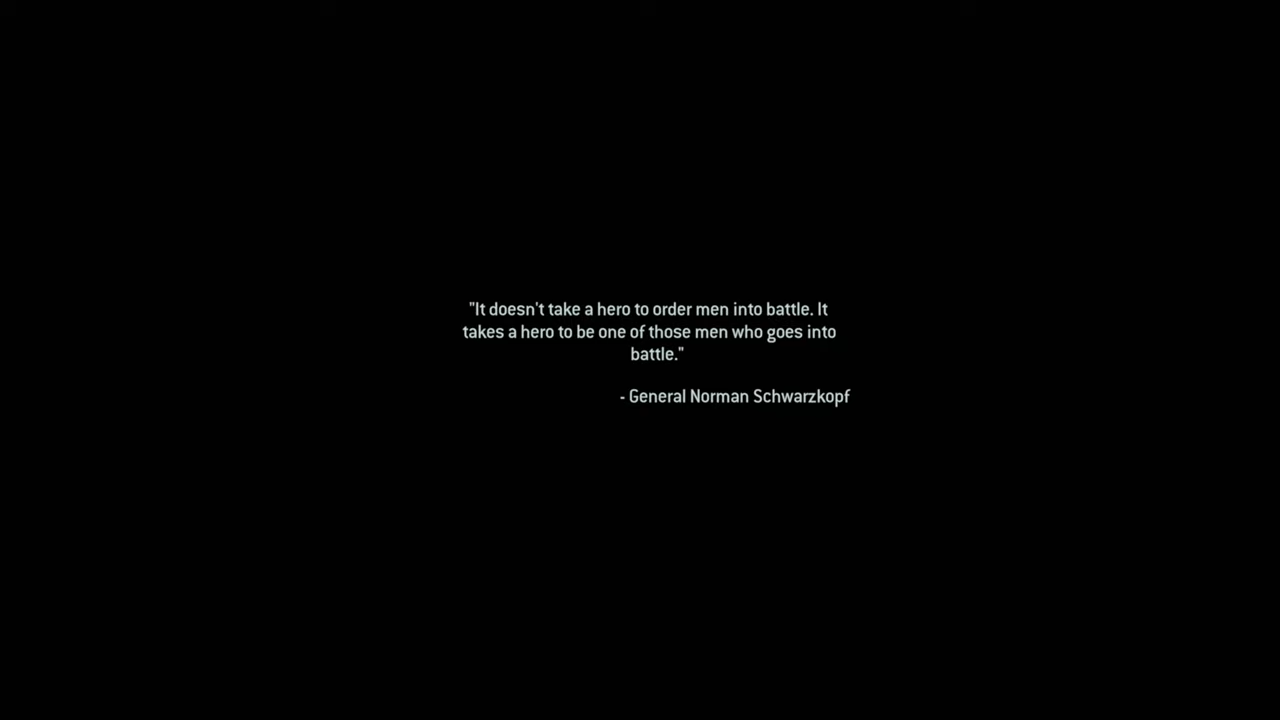 "It doesn't take a hero to order men into battle. It
takes a hero to be one of those men who goes into
battle."
- General Norman Schwarzkopf